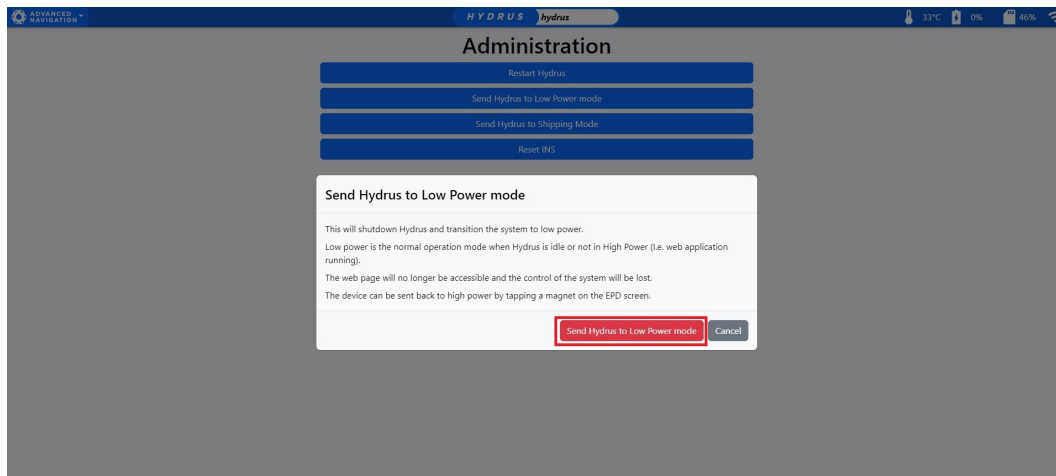 ADVANCED NAVIGATION
HYDRUS hydrus
33°C 0% 46%
Administration
Restart Hydrus
Send Hydrus to Low Power mode
Send Hydrus to Shipping Mode
Reset INS
Send Hydrus to Low Power mode
This will shutdown Hydrus and transition the system to low power.
Low power is the normal operation mode when Hydrus is idle or not in High Power (I.e. web application
running).
The web page will no longer be accessible and the control of the system will be lost.
The device can be sent back to high power by tapping a magnet on the EPD screen.
Send Hydrus to Low Power mode Cancel